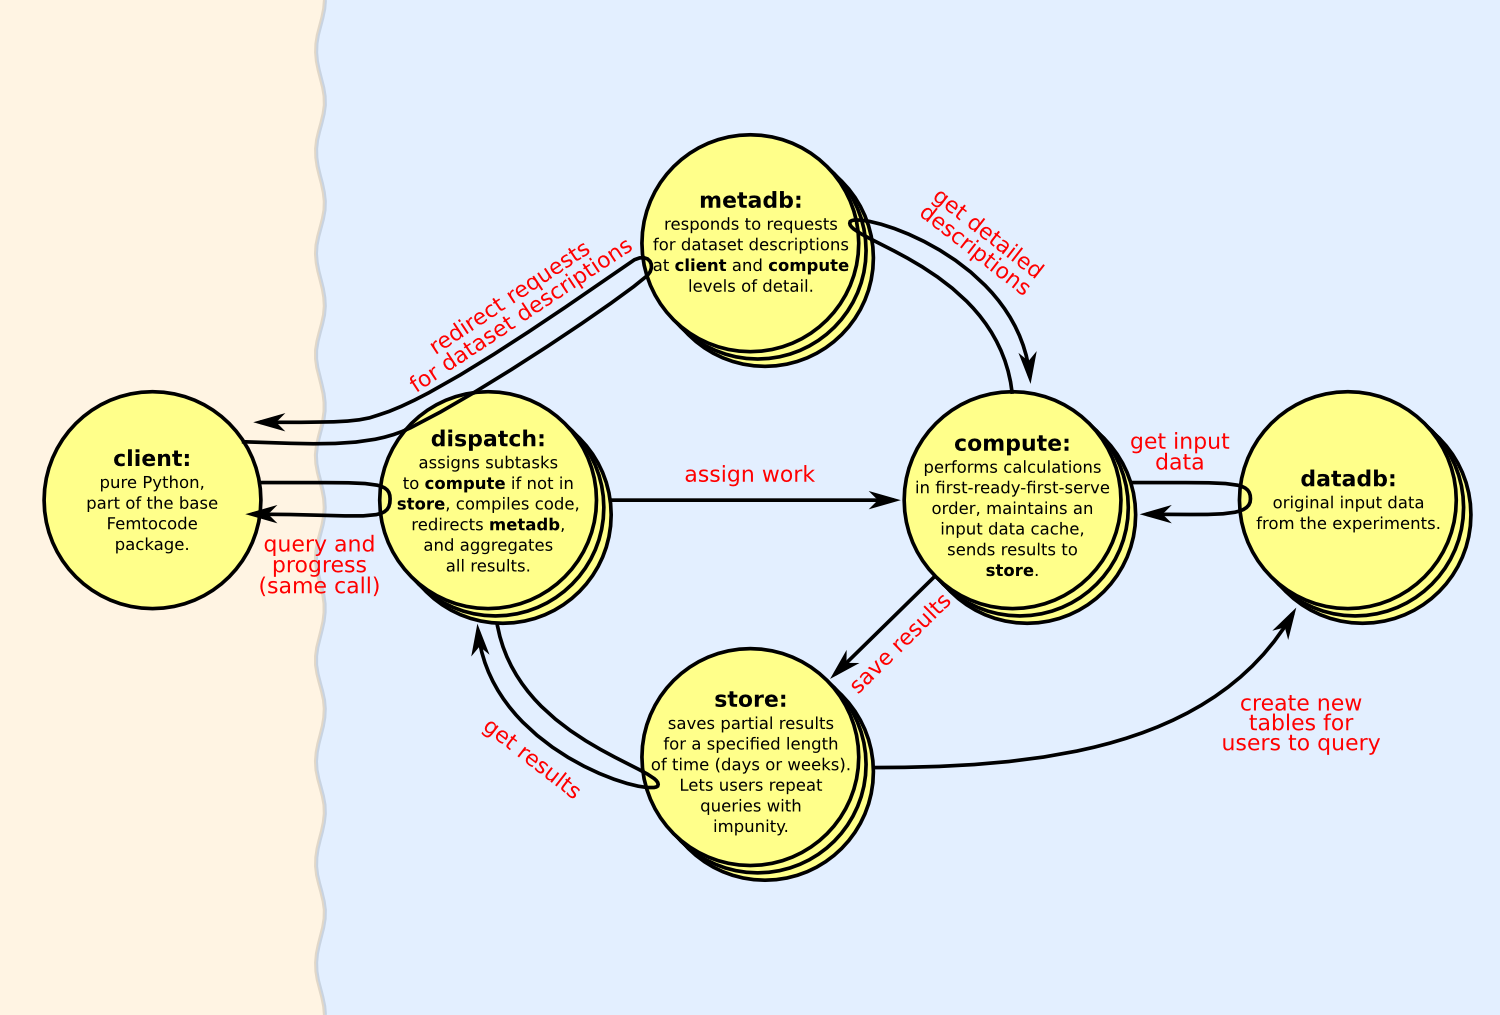 metadb:
responds to requests
for dataset descriptions
at client and compute
levels of detail.
get detailed
descriptions
redirect requests
for dataset descriptions
client:
pure Python,
part of the base
Femtocode
package.
dispatch:
assigns subtasks
to compute if not in
store, compiles code,
redirects metadb,
and aggregates
all results.
assign work
compute:
performs calculations
in first-ready-first-serve
order, maintains an
input data cache,
sends results to
store.
get input
data
datadb:
original input data
from the experiments.
query and
progress
(same call)
save results
get results
store:
saves partial results
for a specified length
of time (days or weeks).
Lets users repeat
queries with
impunity.
create new
tables for
users to query